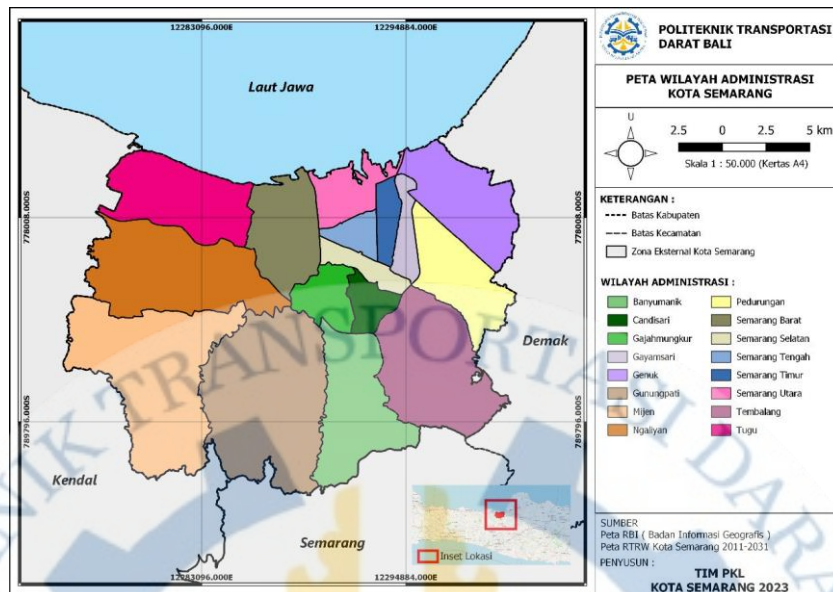 12283096.000E
12294884.000E
Laut Jawa
778008.000S
778008.000S
Demak
789796.000S
789796.000S
Kendal
Semarang
Inset Lokasi
12283096.000E
12294884.000E
POLITEKNIK TRANSPORTASI
DARAT BALI
PETA WILAYAH ADMINISTRASI
KOTA SEMARANG
U
2.5 0 2.5 5 km
Skala 1 : 50.000 (Kertas A4)
KETERANGAN :
Batas Kabupaten
Batas Kecamatan
Zona Eksternal Kota Semarang
WILAYAH ADMINISTRASI :
Banyumanik
Candisari
Gajahmungkur
Gayamsari
Genuk
Gunungpati
Mijen
Ngaliyan
Pedurungan
Semarang Barat
Semarang Selatan
Semarang Tengah
Semarang Timur
Semarang Utara
Tembalang
Tugu
SUMBER
Peta RBI ( Badan Informasi Geografis )
Peta RTRW Kota Semarang 2011-2031
PENYUSUN :
TIM PKL
KOTA SEMARANG 2023
NIK TRANSPORTASI DARA